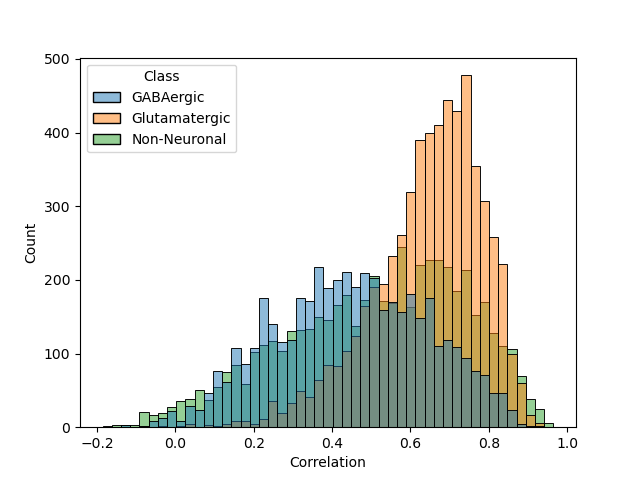 500
400
300
200
100
0
Count
Class
GABAergic
Glutamatergic
Non-Neuronal
−0.2 0.0 0.2 0.4 0.6 0.8 1.0
Correlation